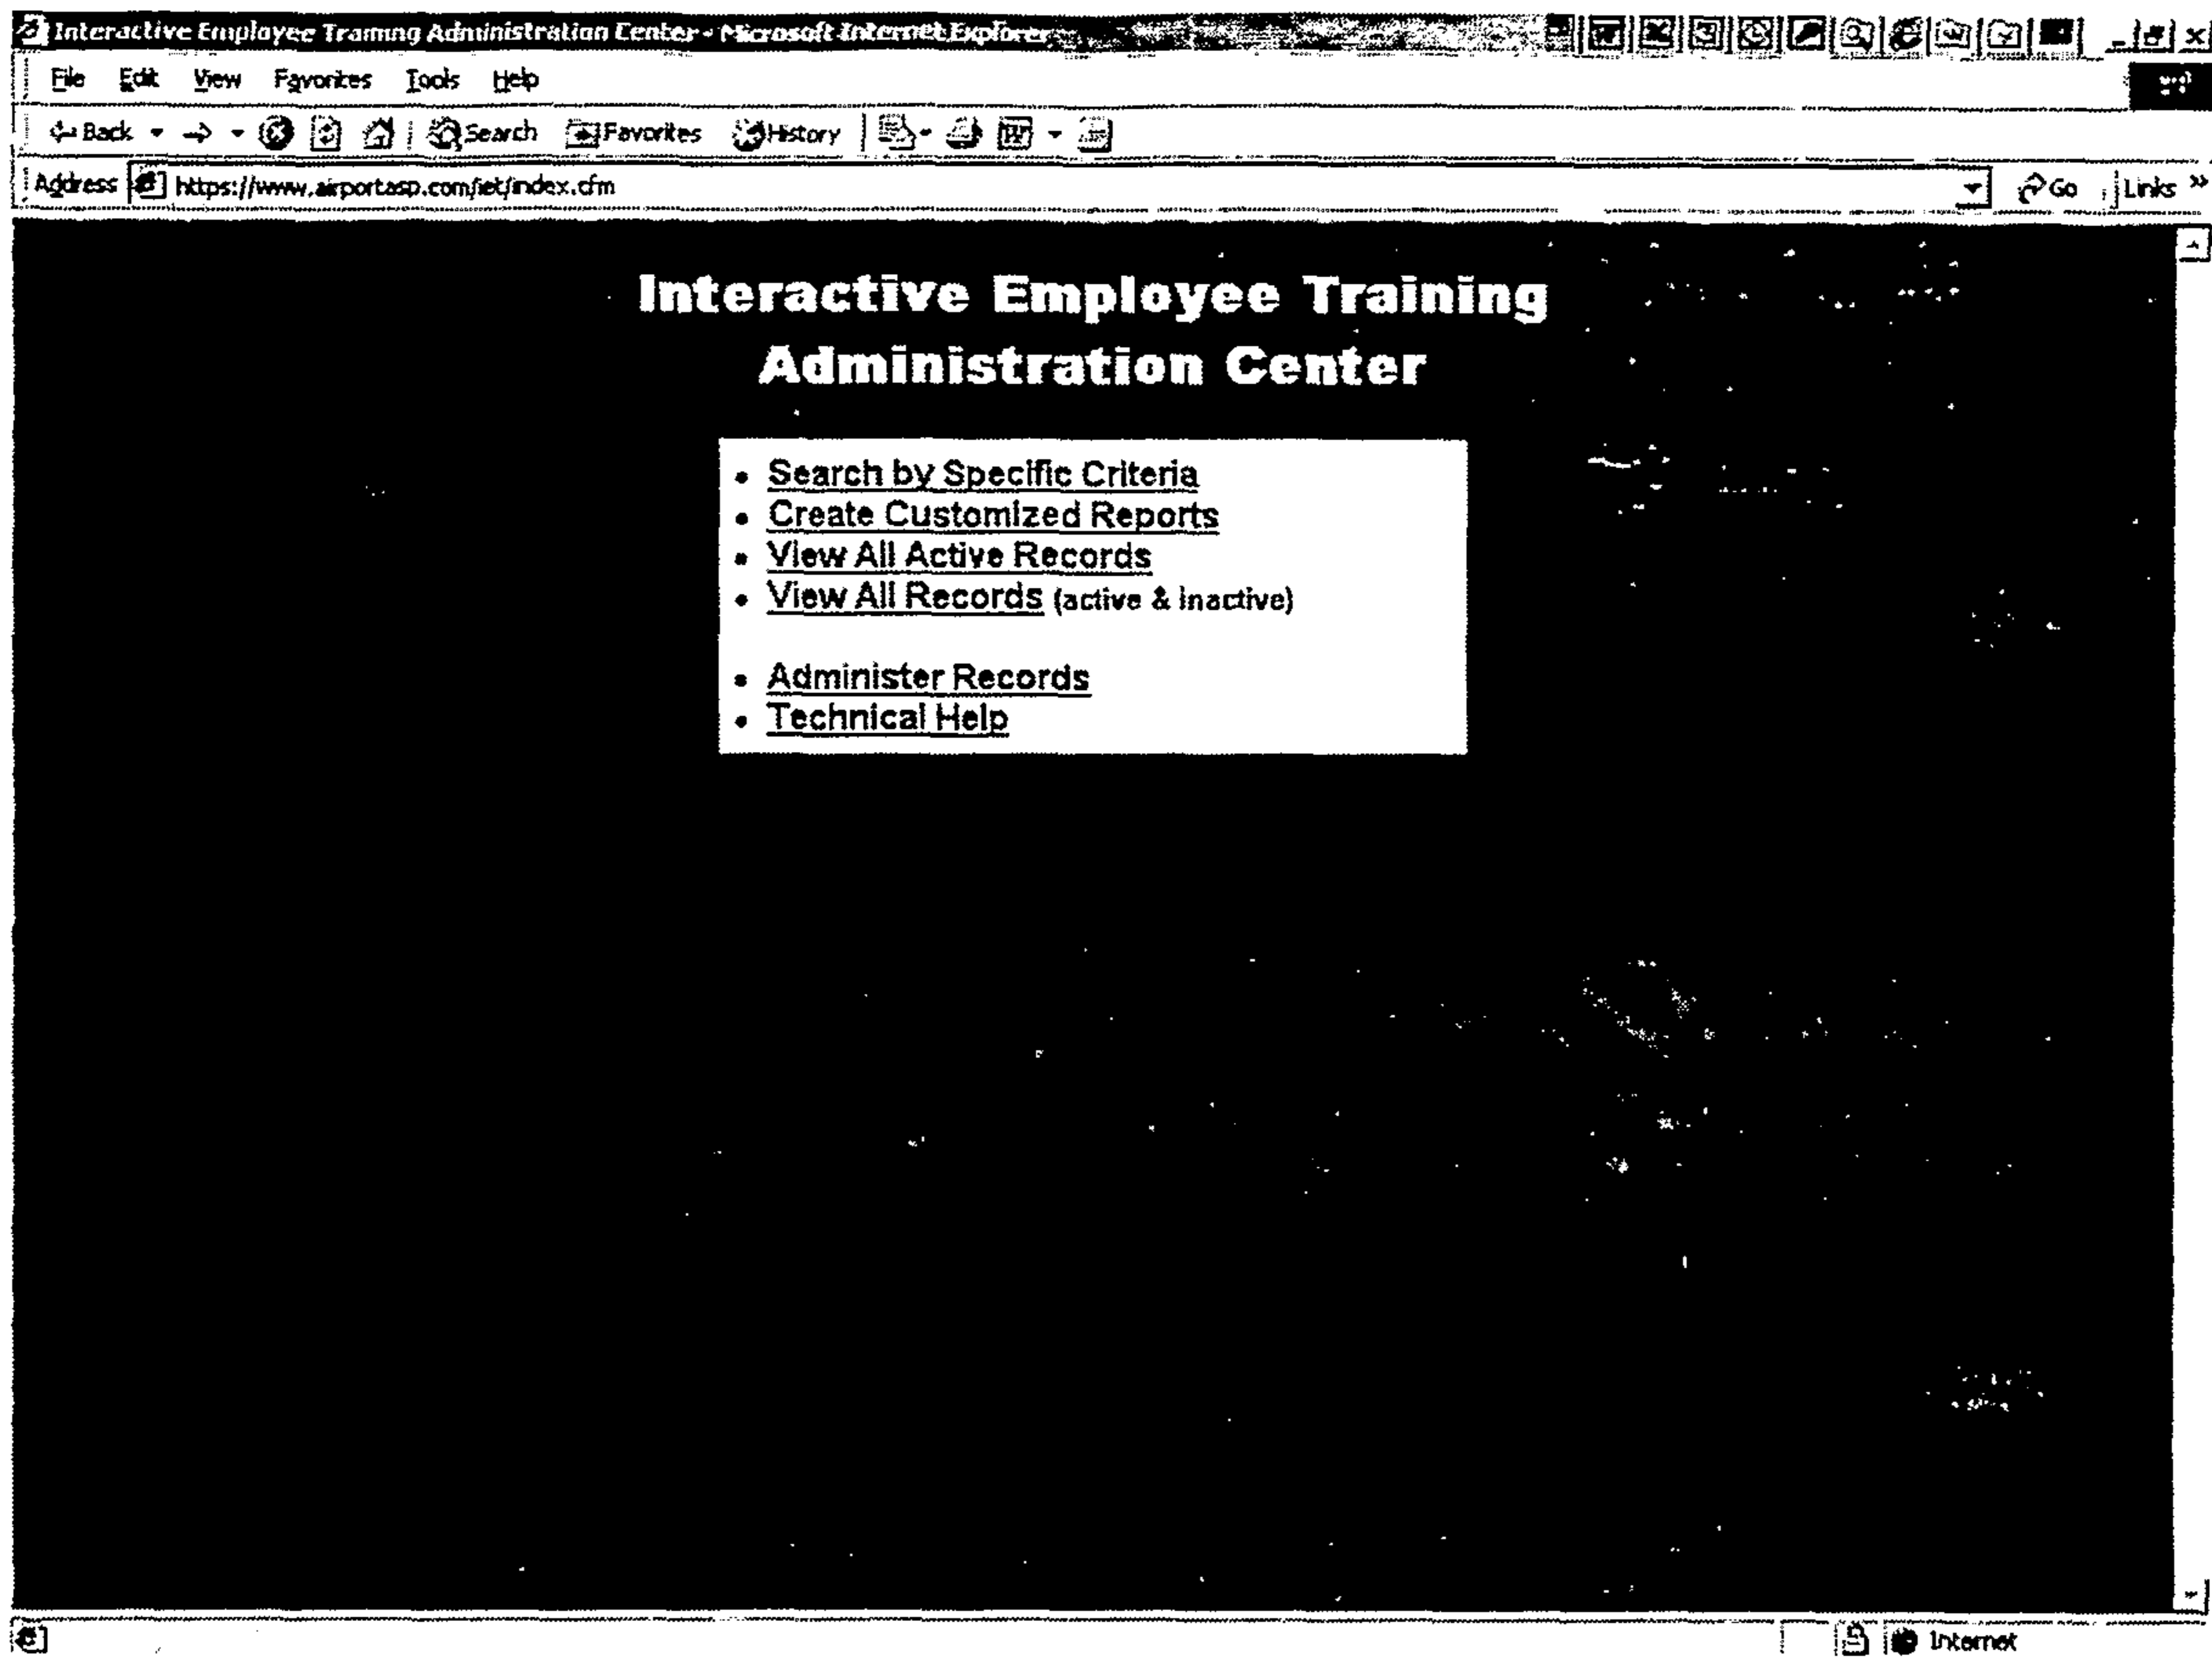 Interactive Employee Training Administration Center - Microsoft Internet Explorer
File Edit View Favorites Tools Help
Back Search Favorites History
Address https://www.airportasp.com/iet/index.cfm Go Links »
Interactive Employee Training
Administration Center
• Search by Specific Criteria
• Create Customized Reports
• View All Active Records
• View All Records (active & inactive)
• Administer Records
• Technical Help
Internet